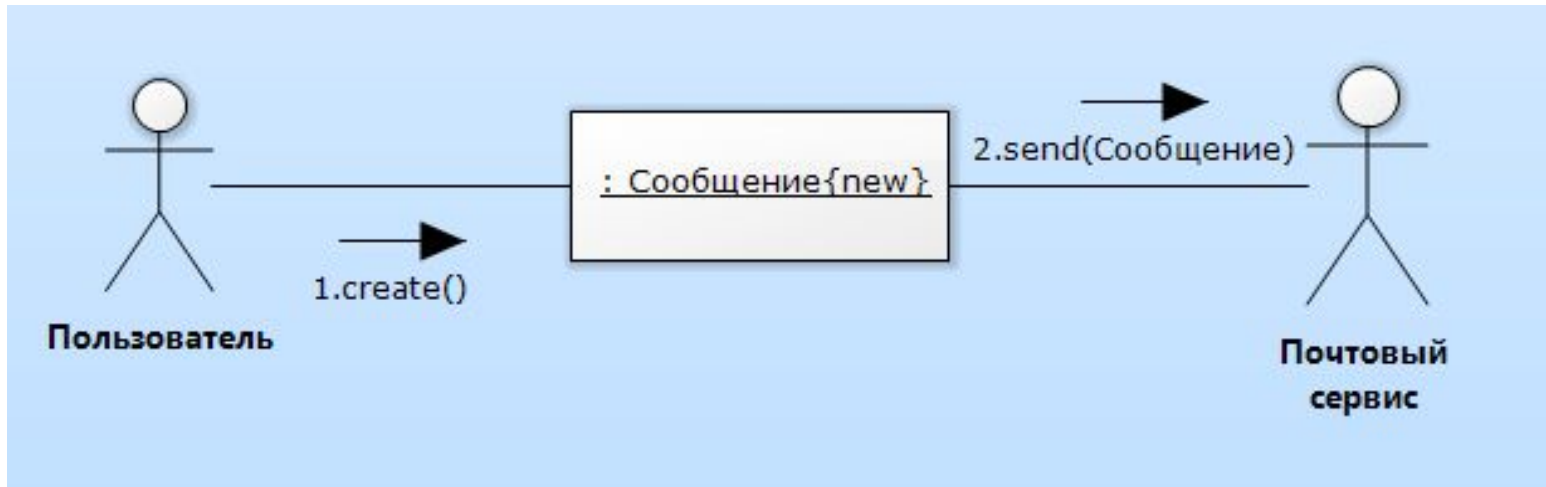 2.send(Сообщение)
: Сообщение{new}
1.create()
Пользователь
Почтовый
сервис